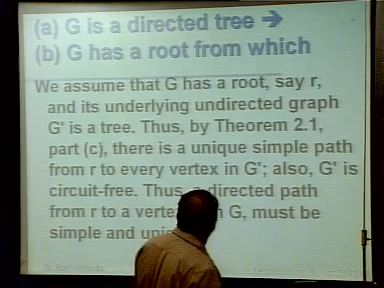 (a) G is a directed tree →
(b) G has a root from which
We assume that G has a root, say r,
and its underlying undirected graph
G' is a tree. Thus, by Theorem 2.1,
part (c), there is a unique simple path
from r to every vertex in G'; also, G' is
circuit-free. Thus, a directed path
from r to a vertex in G, must be
simple and